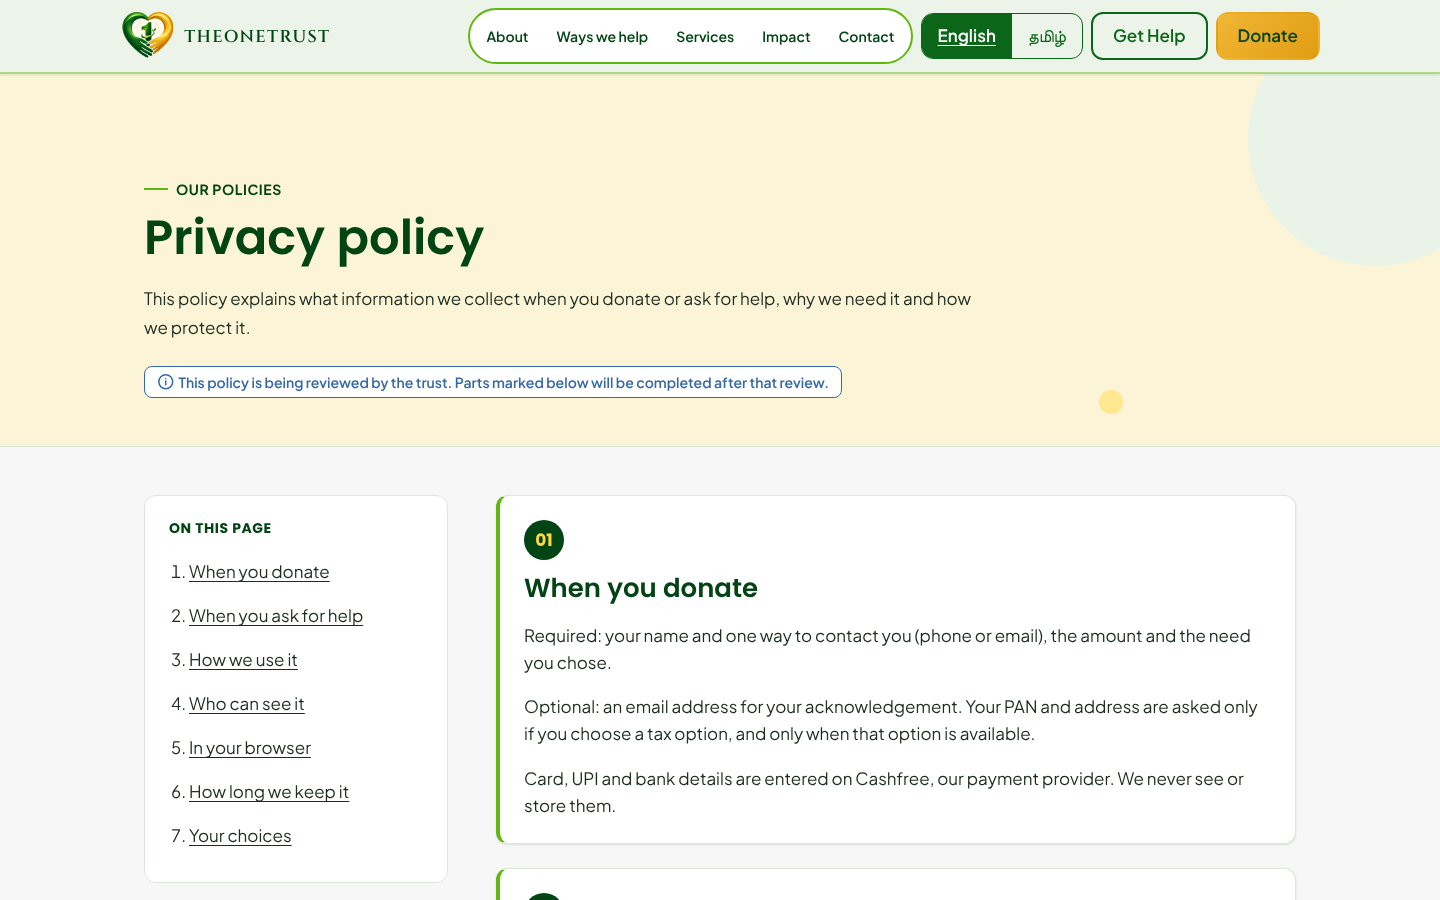 THEONETRUST
About
Ways we help
Services
Impact
Contact
English
தமிழ்
Get Help
Donate
OUR POLICIES
Privacy policy
This policy explains what information we collect when you donate or ask for help, why we need it and how
we protect it.
This policy is being reviewed by the trust. Parts marked below will be completed after that review.
ON THIS PAGE
1. When you donate
2. When you ask for help
3. How we use it
4. Who can see it
5. In your browser
6. How long we keep it
7. Your choices
01
When you donate
Required: your name and one way to contact you (phone or email), the amount and the need
you chose.
Optional: an email address for your acknowledgement. Your PAN and address are asked only
if you choose a tax option, and only when that option is available.
Card, UPI and bank details are entered on Cashfree, our payment provider. We never see or
store them.